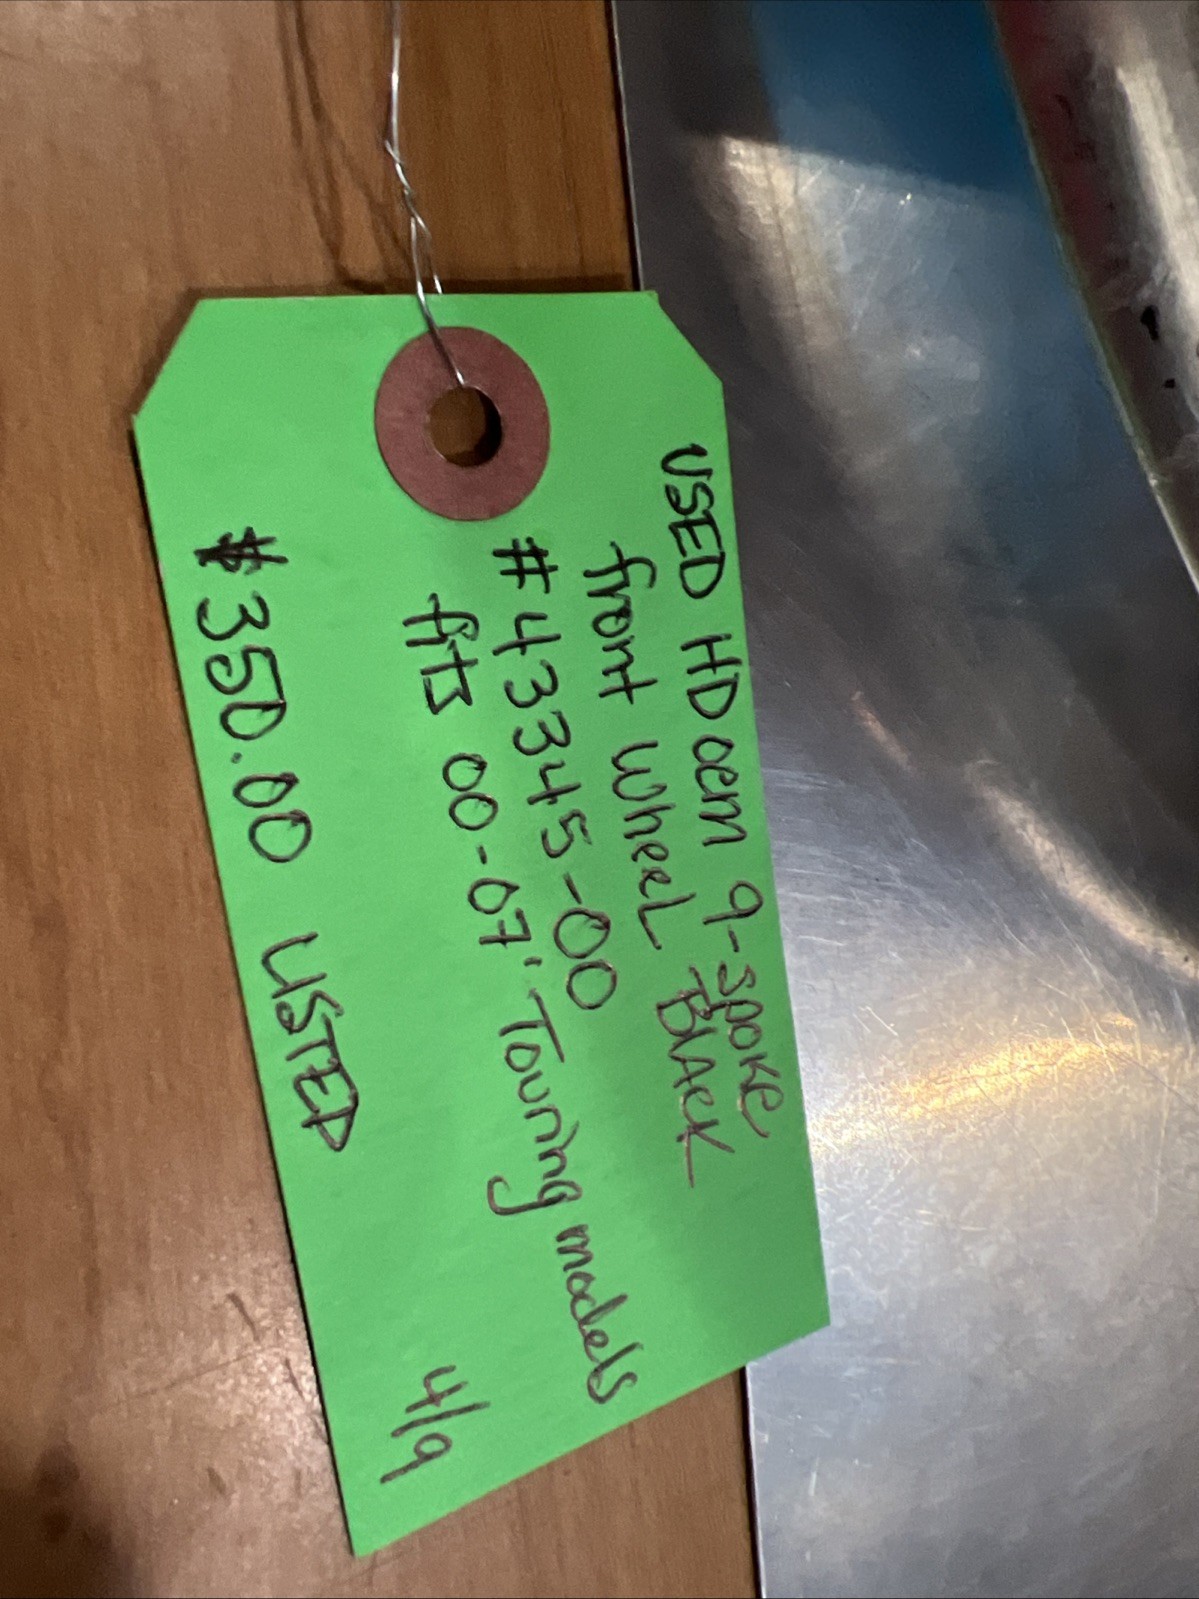 USED HD oem 9-spoke
front wheel BLACK
#43345-00
fits 00-07' Touring models
$350.00 LISTED
4/9